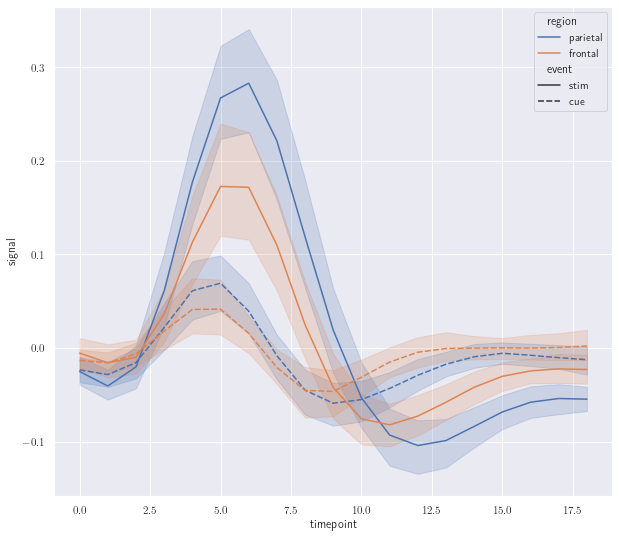 region
parietal
frontal
event
stim
cue
signal
0.3
0.2
0.1
0.0
−0.1
0.0
2.5
5.0
7.5
10.0
12.5
15.0
17.5
timepoint